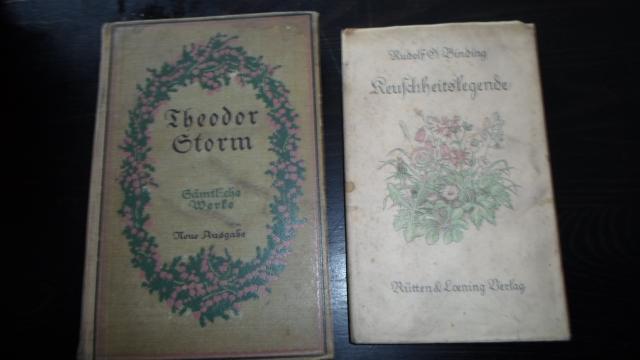 Theodor
Storm
Sämtliche
Werke
Neue Ausgabe
Rudolf G. Binding
Keuschheitslegende
Rütten & Loening Verlag